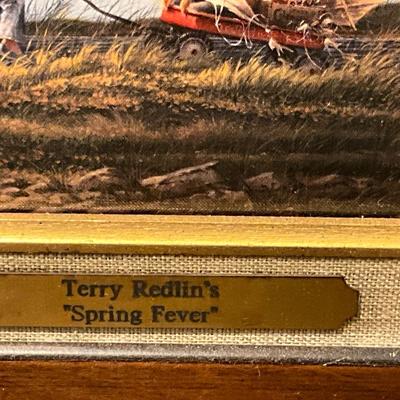 Terry Redlin's
"Spring Fever"